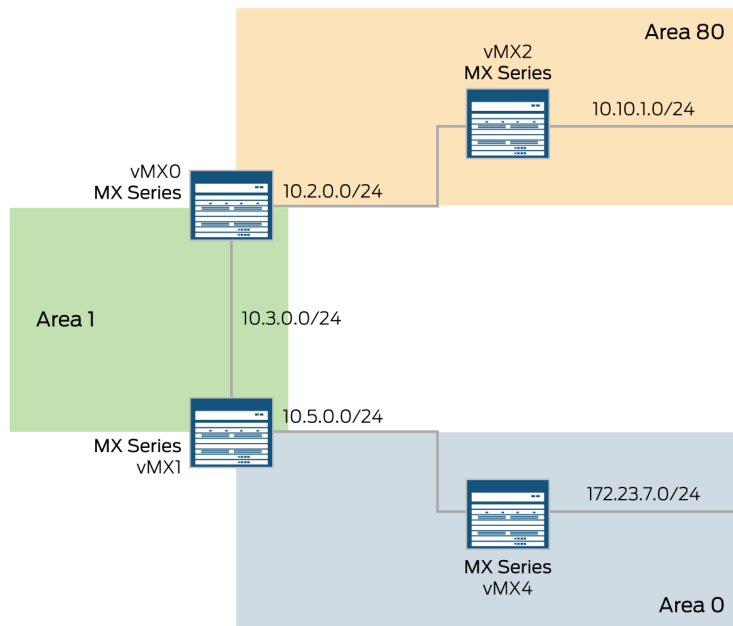 Area 80
vMX2
MX Series
10.10.1.0/24
vMX0
MX Series
10.2.0.0/24
Area 1
10.3.0.0/24
10.5.0.0/24
MX Series
vMX1
172.23.7.0/24
MX Series
vMX4
Area 0